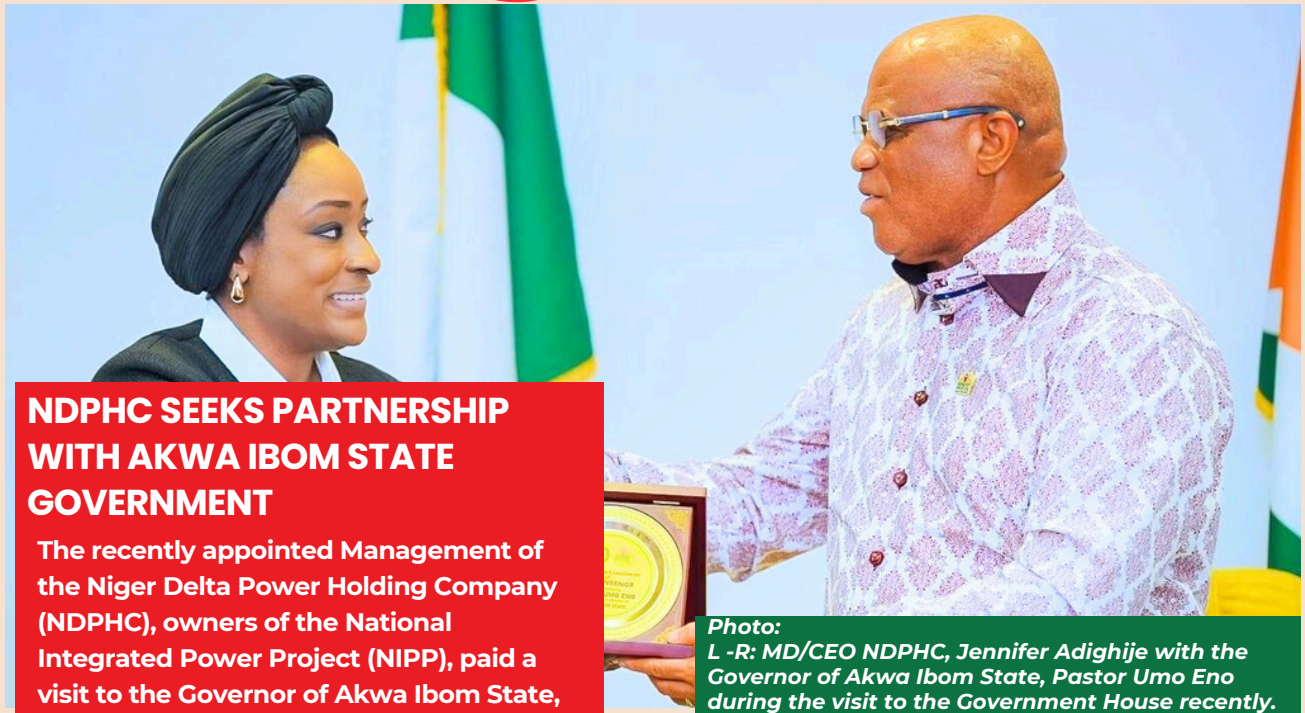 NDPHC SEEKS PARTNERSHIP
WITH AKWA IBOM STATE
GOVERNMENT
The recently appointed Management of
the Niger Delta Power Holding Company
(NDPHC), owners of the National
Integrated Power Project (NIPP), paid a
visit to the Governor of Akwa Ibom State,
UMO ENO
Photo:
L -R: MD/CEO NDPHC, Jennifer Adighije with the
Governor of Akwa Ibom State, Pastor Umo Eno
during the visit to the Government House recently.